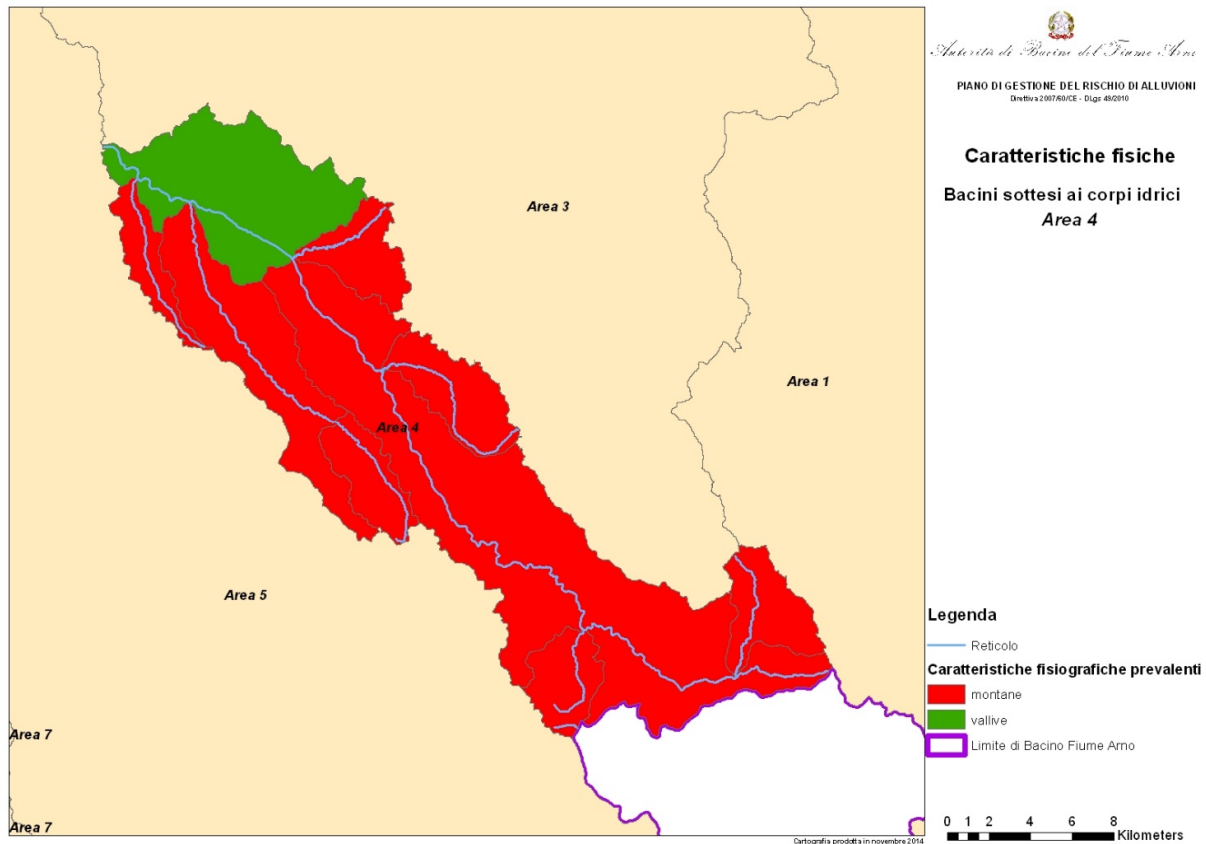 Autorità di Bacino del Fiume Arno
PIANO DI GESTIONE DEL RISCHIO DI ALLUVIONI
Direttiva 2007/60/CE - DLgs 49/2010
Caratteristiche fisiche
Bacini sottesi ai corpi idrici
Area 4
Area 3
Area 1
Area 4
Area 5
Area 7
Area 7
Legenda
Reticolo
Caratteristiche fisiografiche prevalenti
montane
vallive
Limite di Bacino Fiume Arno
0 1 2 4 6 8
Kilometers
Cartografia prodotta in novembre 2014